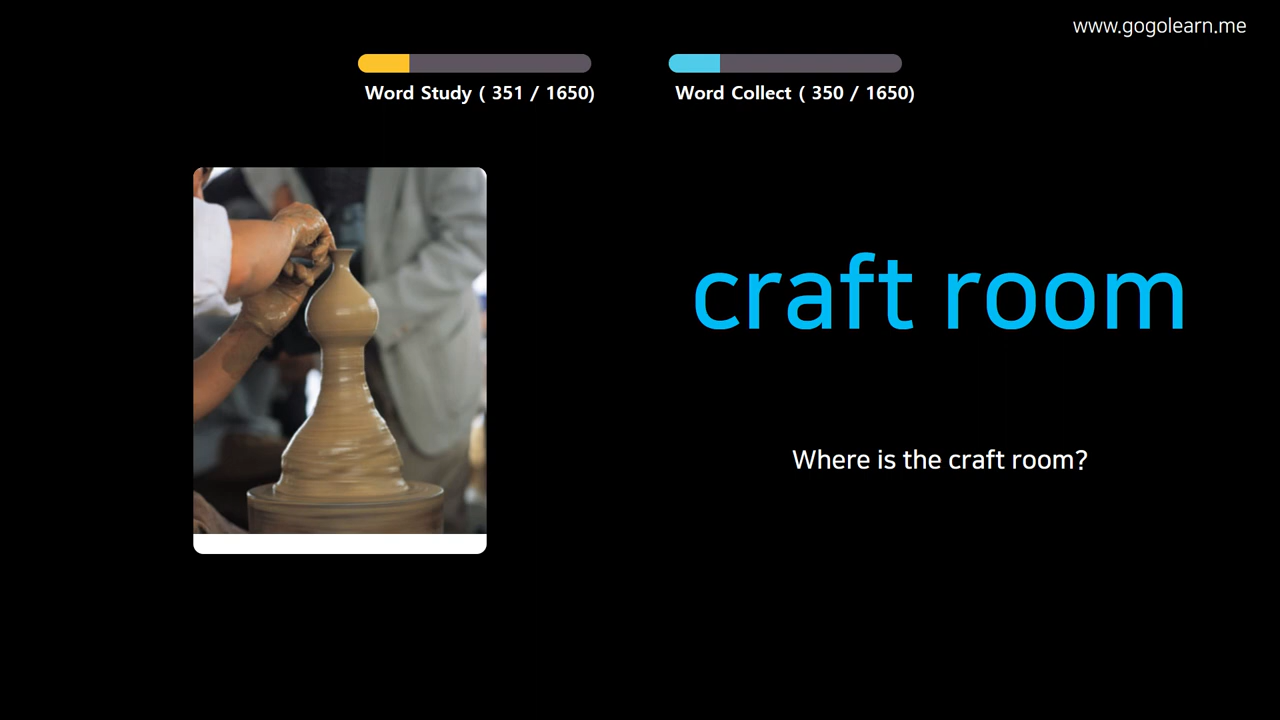 www.gogolearn.me
Word Study ( 351 / 1650)
Word Collect ( 350 / 1650)
craft room
Where is the craft room?